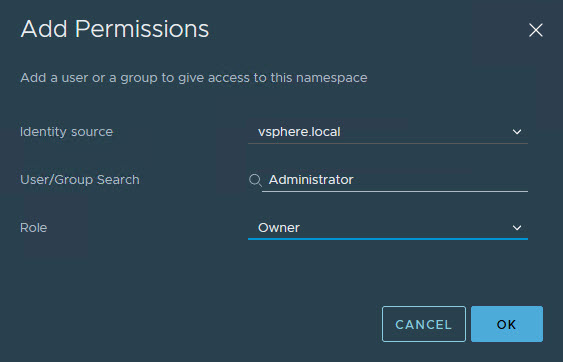 Add Permissions
Add a user or a group to give access to this namespace
Identity source vsphere.local
User/Group Search Administrator
Role Owner
CANCEL OK